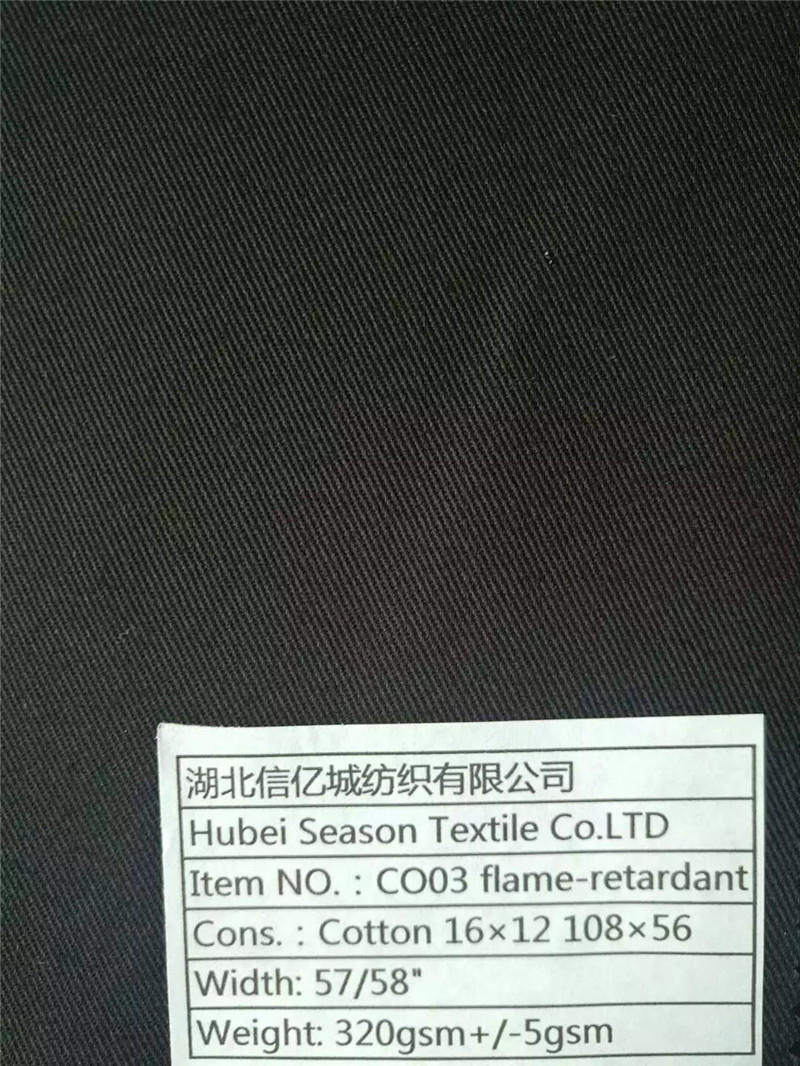 湖北信亿城纺织有限公司
Hubei Season Textile Co.LTD
Item NO. : CO03 flame-retardant
Cons. : Cotton 16×12 108×56
Width: 57/58"
Weight: 320gsm+/-5gsm